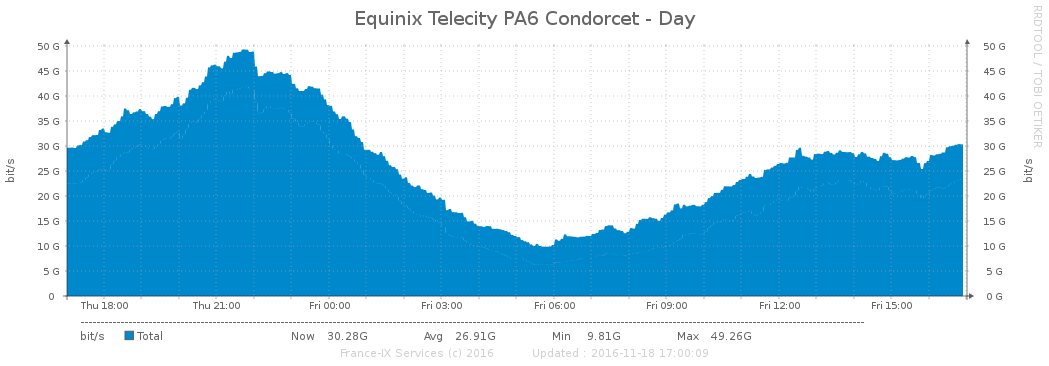 Equinix Telecity PA6 Condorcet - Day
RRDTOOL / TOBI OETIKER
bit/s
50 G
45 G
40 G
35 G
30 G
25 G
20 G
15 G
10 G
5 G
0
50 G
45 G
40 G
35 G
30 G
25 G
20 G
15 G
10 G
5 G
0 G
bit/s
Thu 18:00 Thu 21:00 Fri 00:00 Fri 03:00 Fri 06:00 Fri 09:00 Fri 12:00 Fri 15:00
bit/s Total Now 30.28G Avg 26.91G Min 9.81G Max 49.26G
France-IX Services (c) 2016 Updated : 2016-11-18 17:00:09